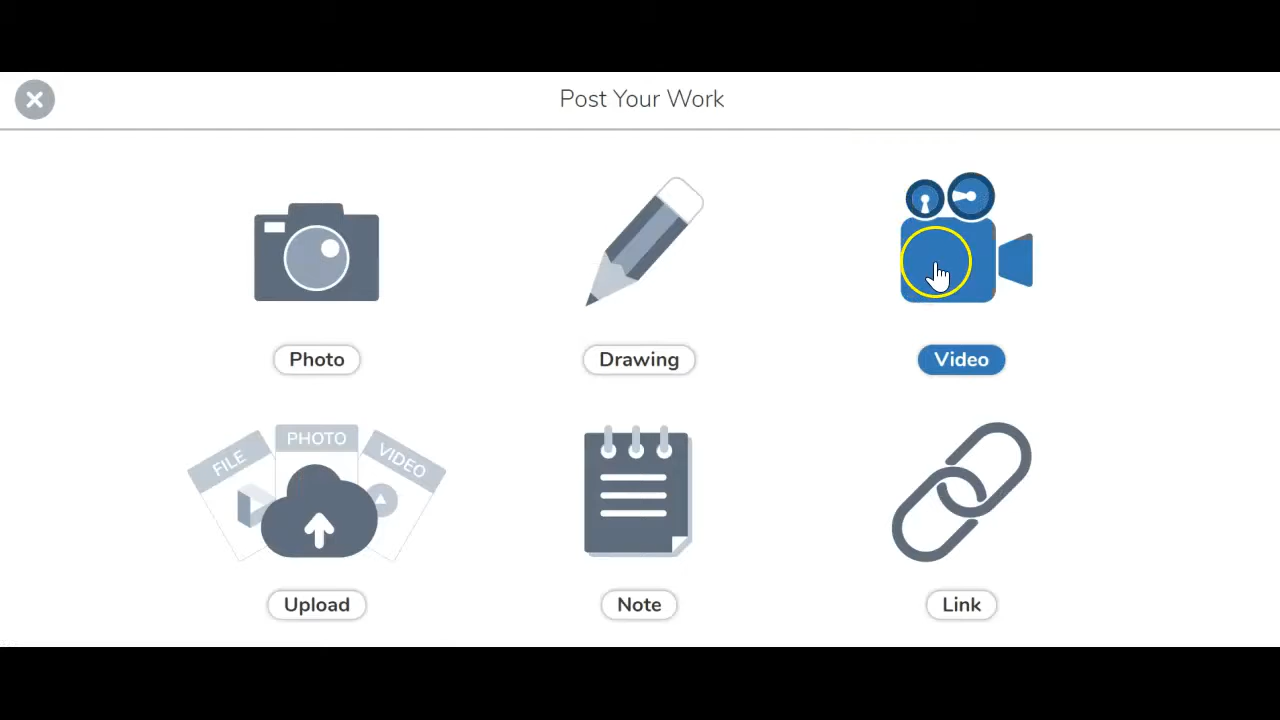 Post Your Work
Photo
Drawing
Video
FILE
PHOTO
VIDEO
Upload
Note
Link